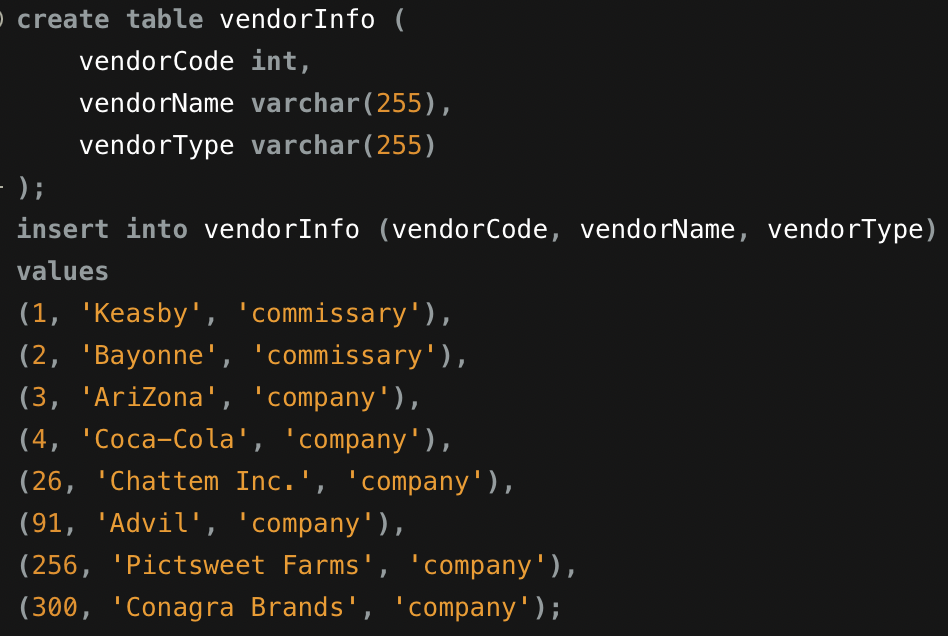 create table vendorInfo (
    vendorCode int,
    vendorName varchar(255),
    vendorType varchar(255)
);
insert into vendorInfo (vendorCode, vendorName, vendorType)
values
(1, 'Keasby', 'commissary'),
(2, 'Bayonne', 'commissary'),
(3, 'AriZona', 'company'),
(4, 'Coca-Cola', 'company'),
(26, 'Chattem Inc.', 'company'),
(91, 'Advil', 'company'),
(256, 'Pictsweet Farms', 'company'),
(300, 'Conagra Brands', 'company');